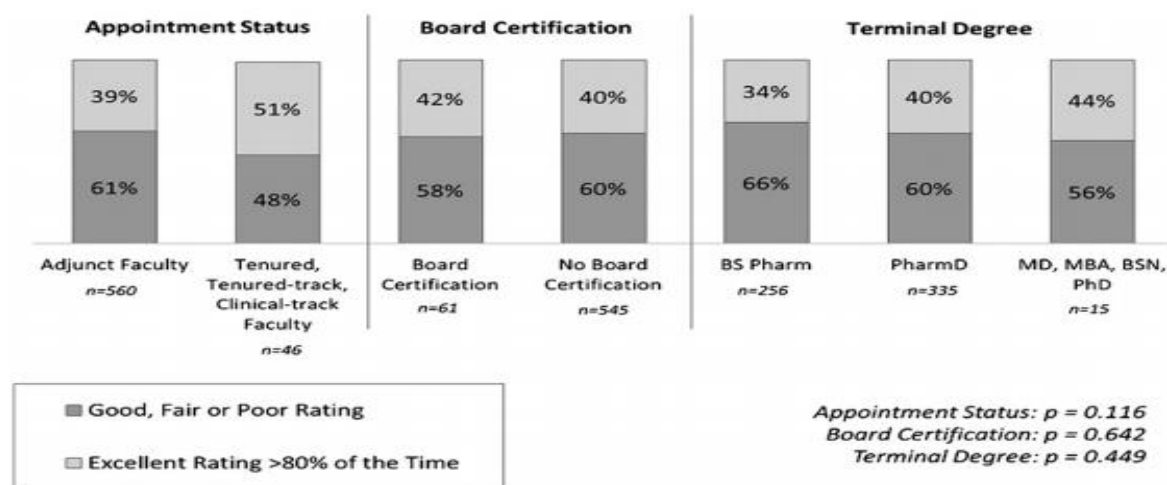 Appointment Status
Board Certification
Terminal Degree
39%
51%
42%
40%
34%
40%
44%
61%
48%
58%
60%
66%
60%
56%
Adjunct Faculty
n=560
Tenured,
Tenured-track,
Clinical-track
Faculty
n=46
Board
Certification
n=61
No Board
Certification
n=545
BS Pharm
n=256
PharmD
n=335
MD, MBA, BSN,
PhD
n=15
Good, Fair or Poor Rating
Excellent Rating >80% of the Time
Appointment Status: p = 0.116
Board Certification: p = 0.642
Terminal Degree: p = 0.449